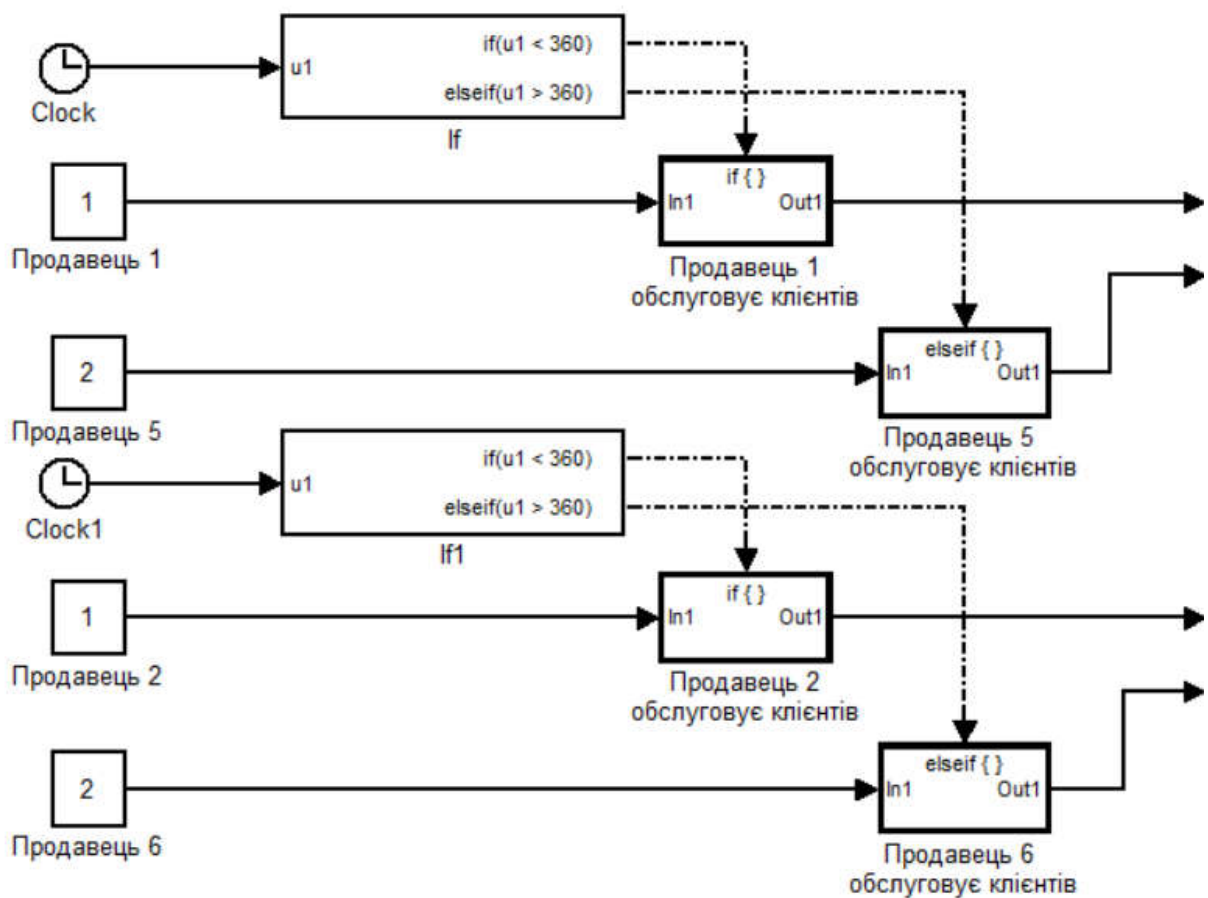 if(u1 < 360)
u1
elseif(u1 > 360)
Clock
If
if { }
1
In1
Out1
Продавець 1
Продавець 1
обслуговує клієнтів
elseif { }
2
In1
Out1
Продавець 5
Продавець 5
обслуговує клієнтів
if(u1 < 360)
u1
elseif(u1 > 360)
Clock1
If1
if { }
1
In1
Out1
Продавець 2
Продавець 2
обслуговує клієнтів
elseif { }
2
In1
Out1
Продавець 6
Продавець 6
обслуговує клієнтів